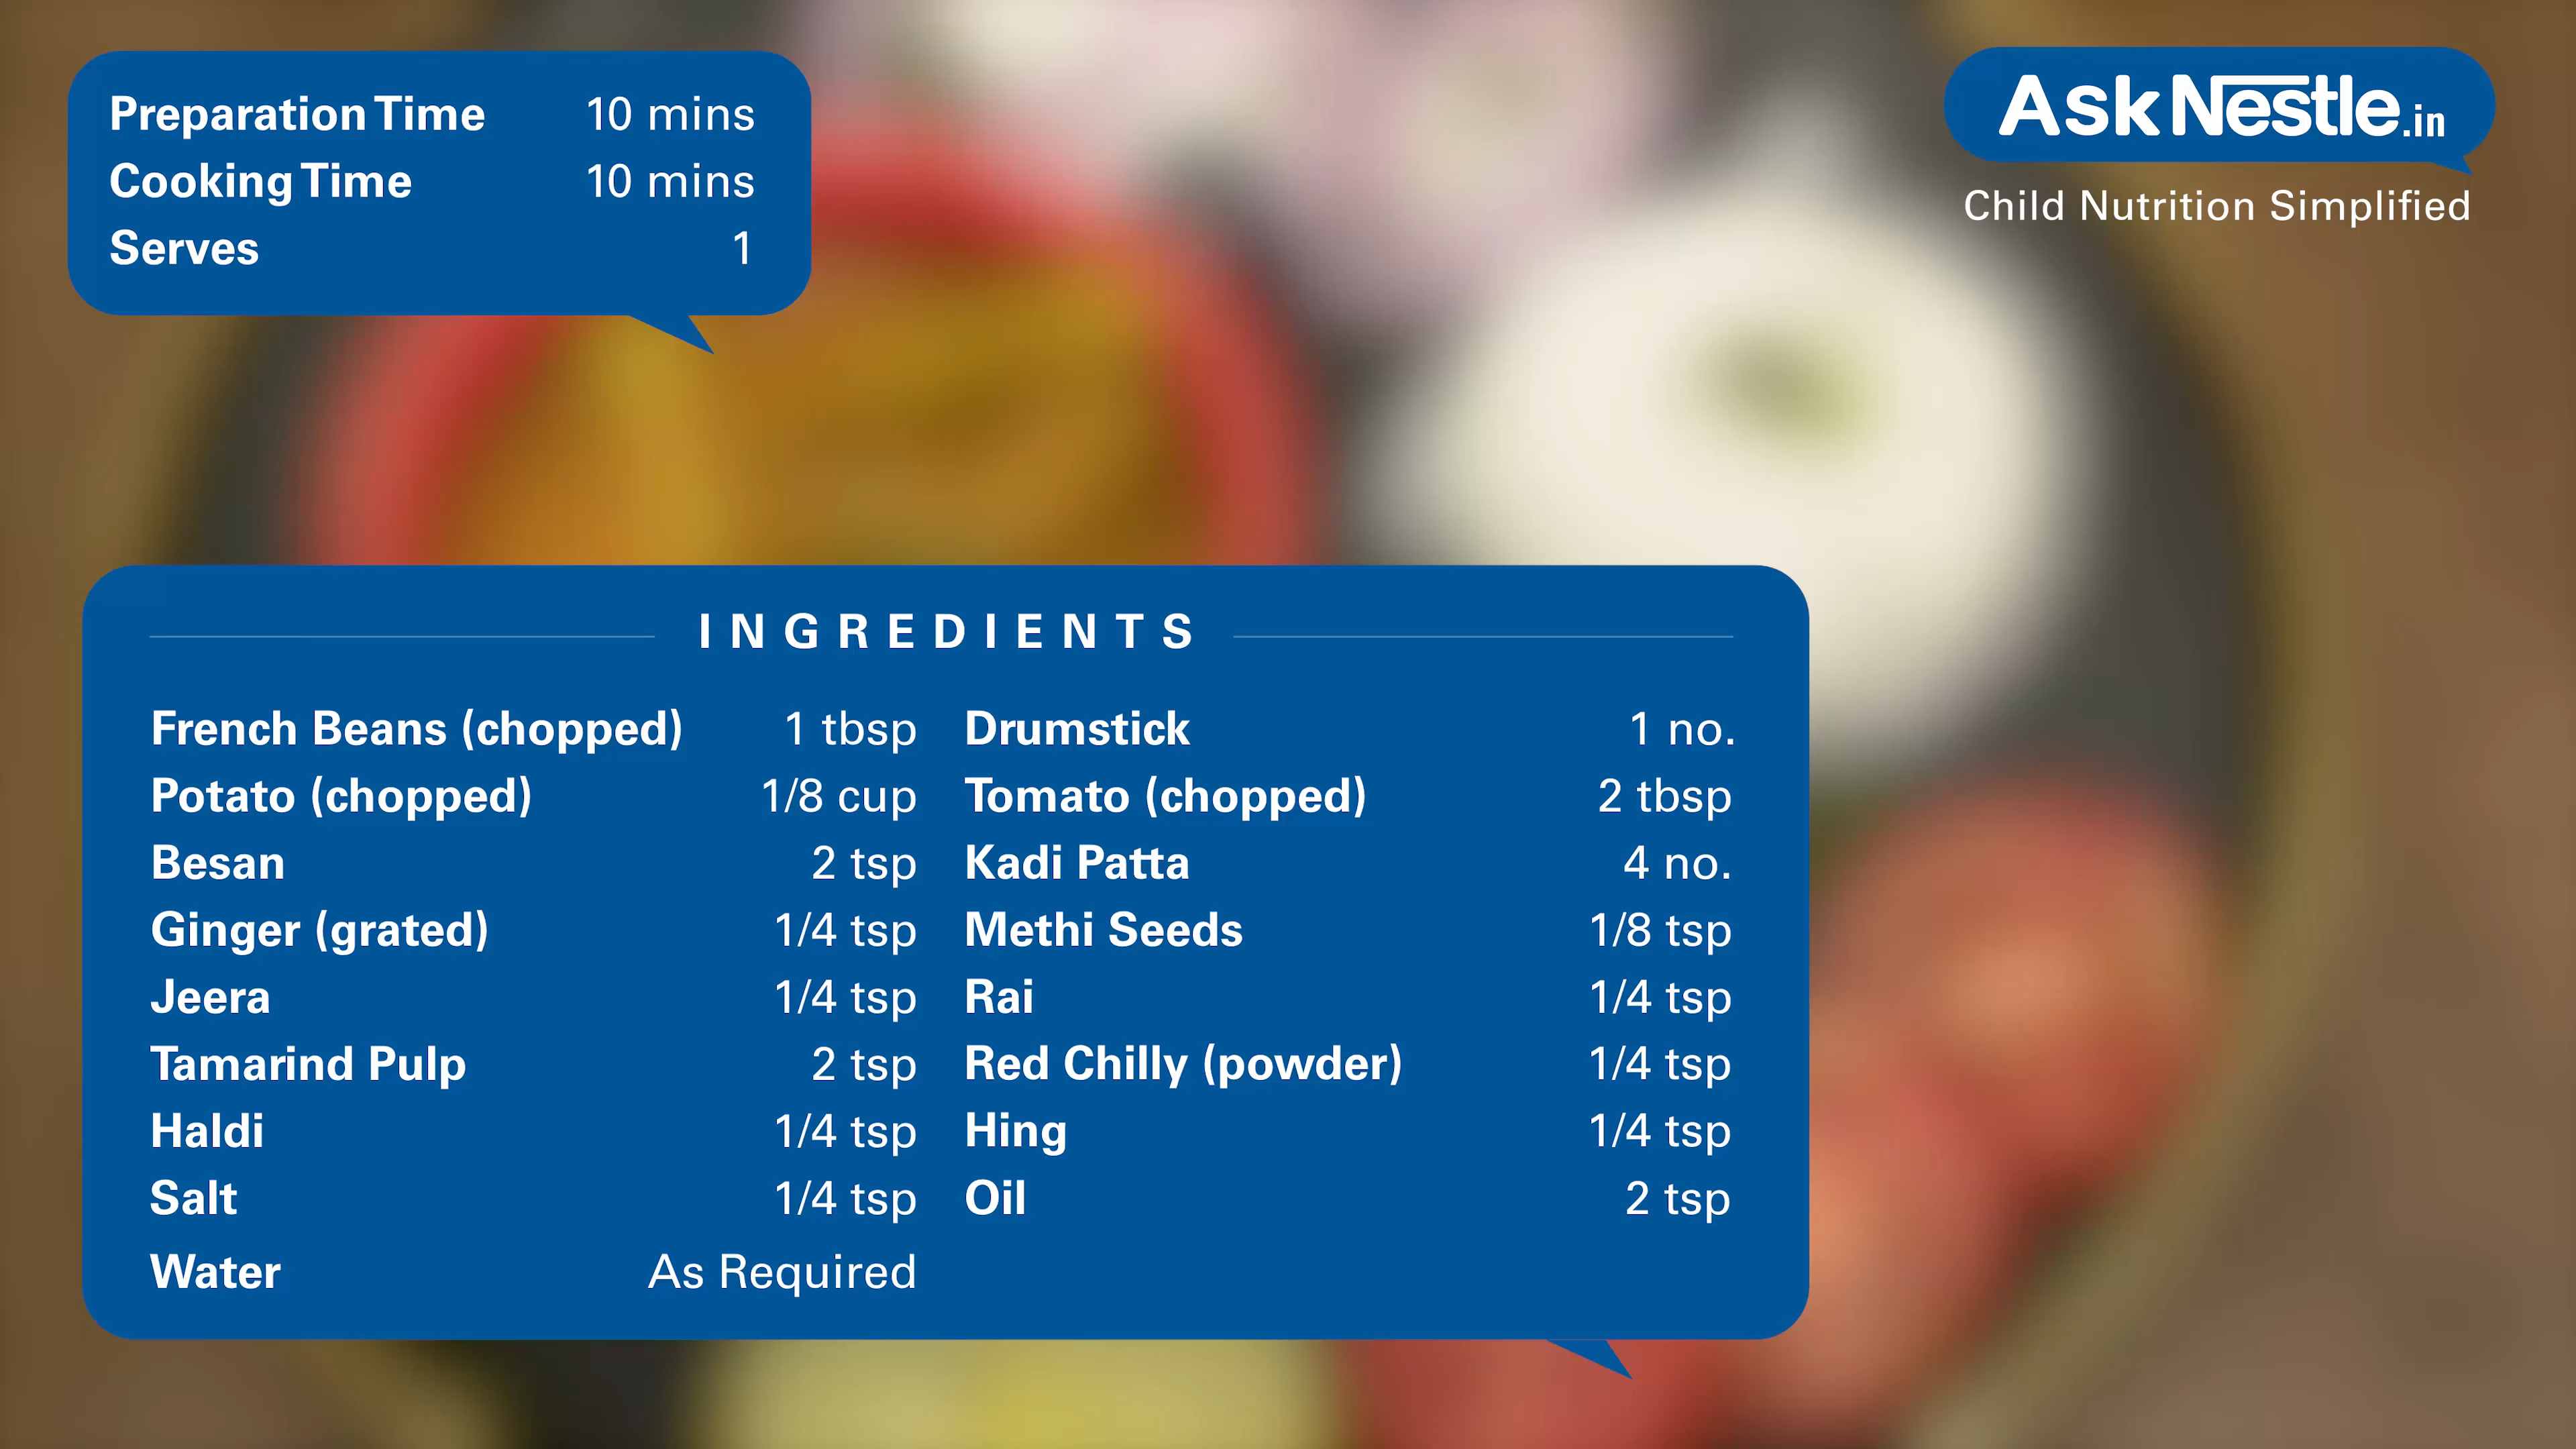 Preparation Time 10 mins
Cooking Time 10 mins
Serves 1
AskNestle.in
Child Nutrition Simplified
INGREDIENTS
French Beans (chopped) 1 tbsp Drumstick 1 no.
Potato (chopped) 1/8 cup Tomato (chopped) 2 tbsp
Besan 2 tsp Kadi Patta 4 no.
Ginger (grated) 1/4 tsp Methi Seeds 1/8 tsp
Jeera 1/4 tsp Rai 1/4 tsp
Tamarind Pulp 2 tsp Red Chilly (powder) 1/4 tsp
Haldi 1/4 tsp Hing 1/4 tsp
Salt 1/4 tsp Oil 2 tsp
Water As Required